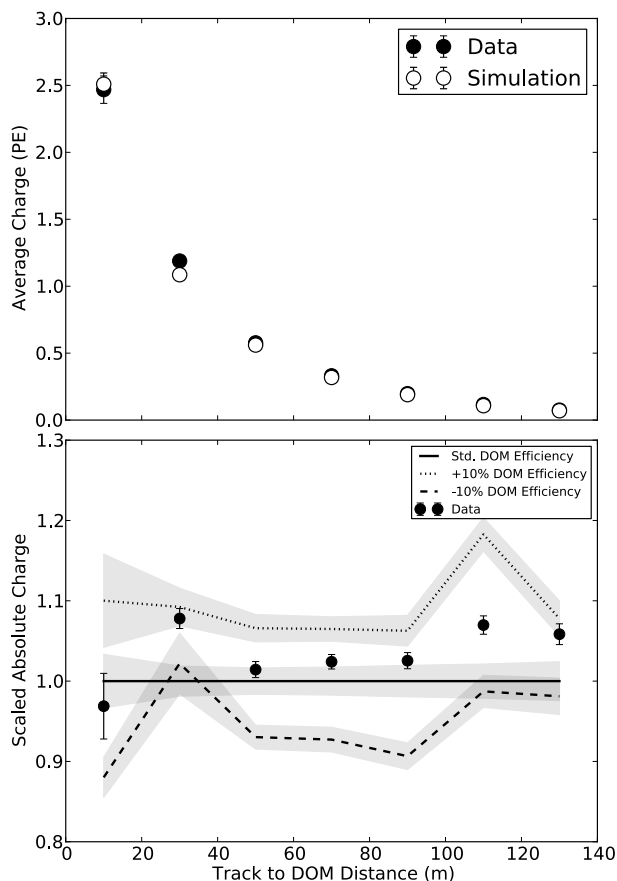 3.0
2.5
2.0
1.5
1.0
0.5
0.0
Average Charge (PE)
Data
Simulation
1.3
1.2
1.1
1.0
0.9
0.8
Scaled Absolute Charge
Std. DOM Efficiency
+10% DOM Efficiency
-10% DOM Efficiency
Data
0 20 40 60 80 100 120 140
Track to DOM Distance (m)